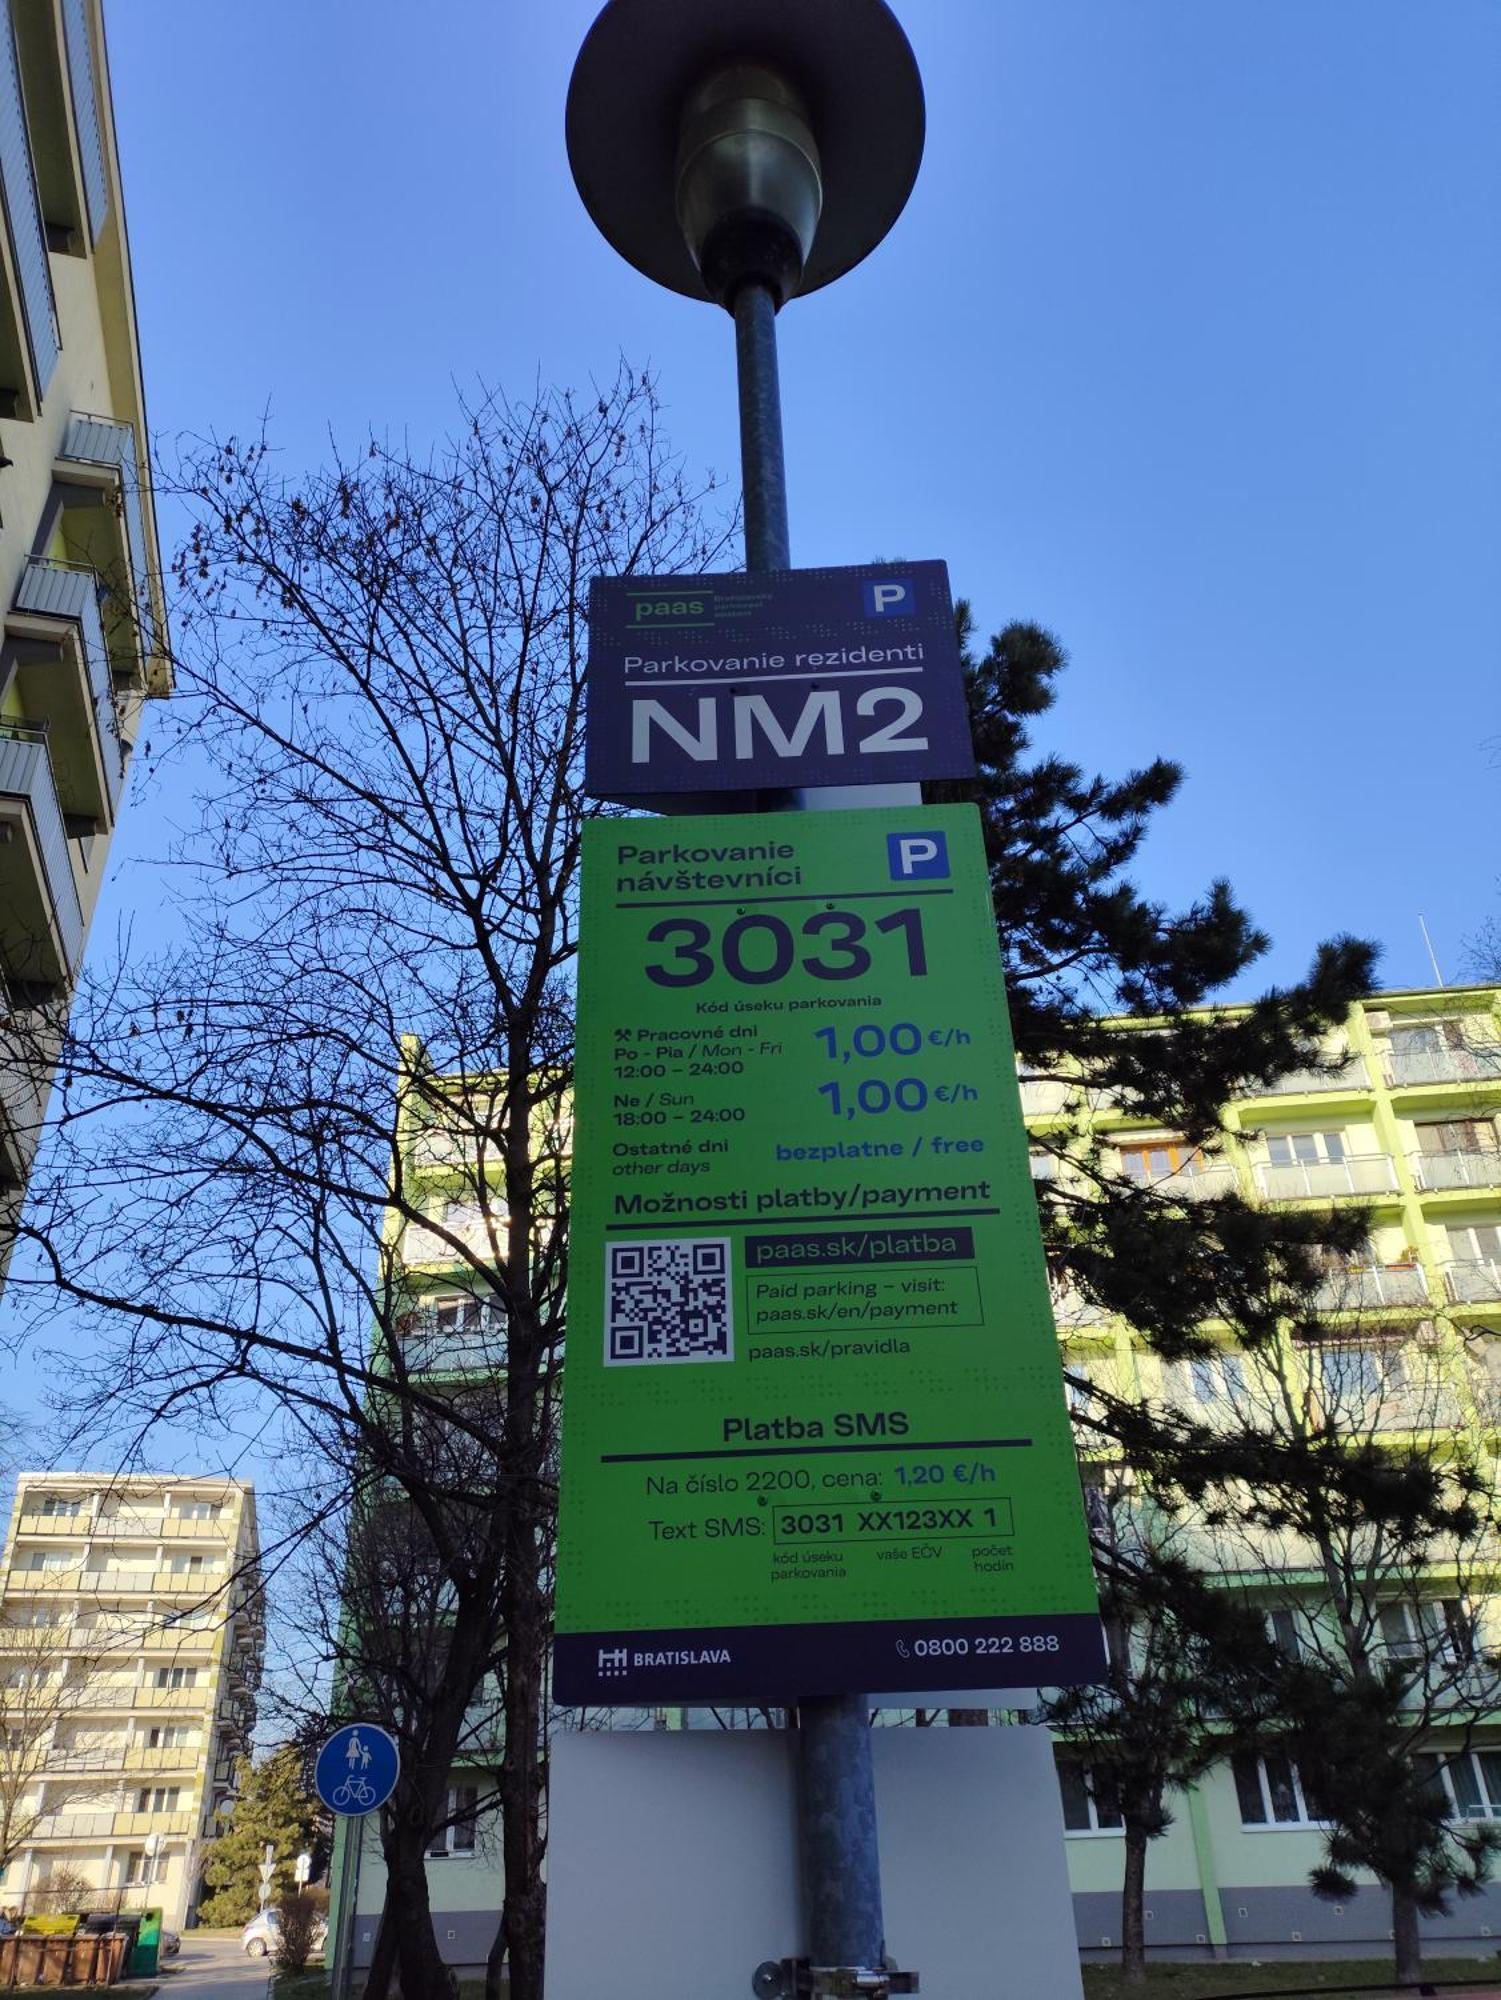 paas Bratislavský parkovací systém
P
Parkovanie rezidenti
NM2
Parkovanie
návštevníci
P
3031
Kód úseku parkovania
Pracovné dni
Po - Pia / Mon - Fri
12:00 – 24:00
1,00 €/h
Ne / Sun
18:00 – 24:00
1,00 €/h
Ostatné dni
other days
bezplatne / free
Možnosti platby/payment
paas.sk/platba
Paid parking – visit:
paas.sk/en/payment
paas.sk/pravidla
Platba SMS
Na číslo 2200, cena: 1,20 €/h
Text SMS: 3031 XX123XX 1
kód úseku
parkovania
vaše EČV
počet
hodín
BRATISLAVA
0800 222 888